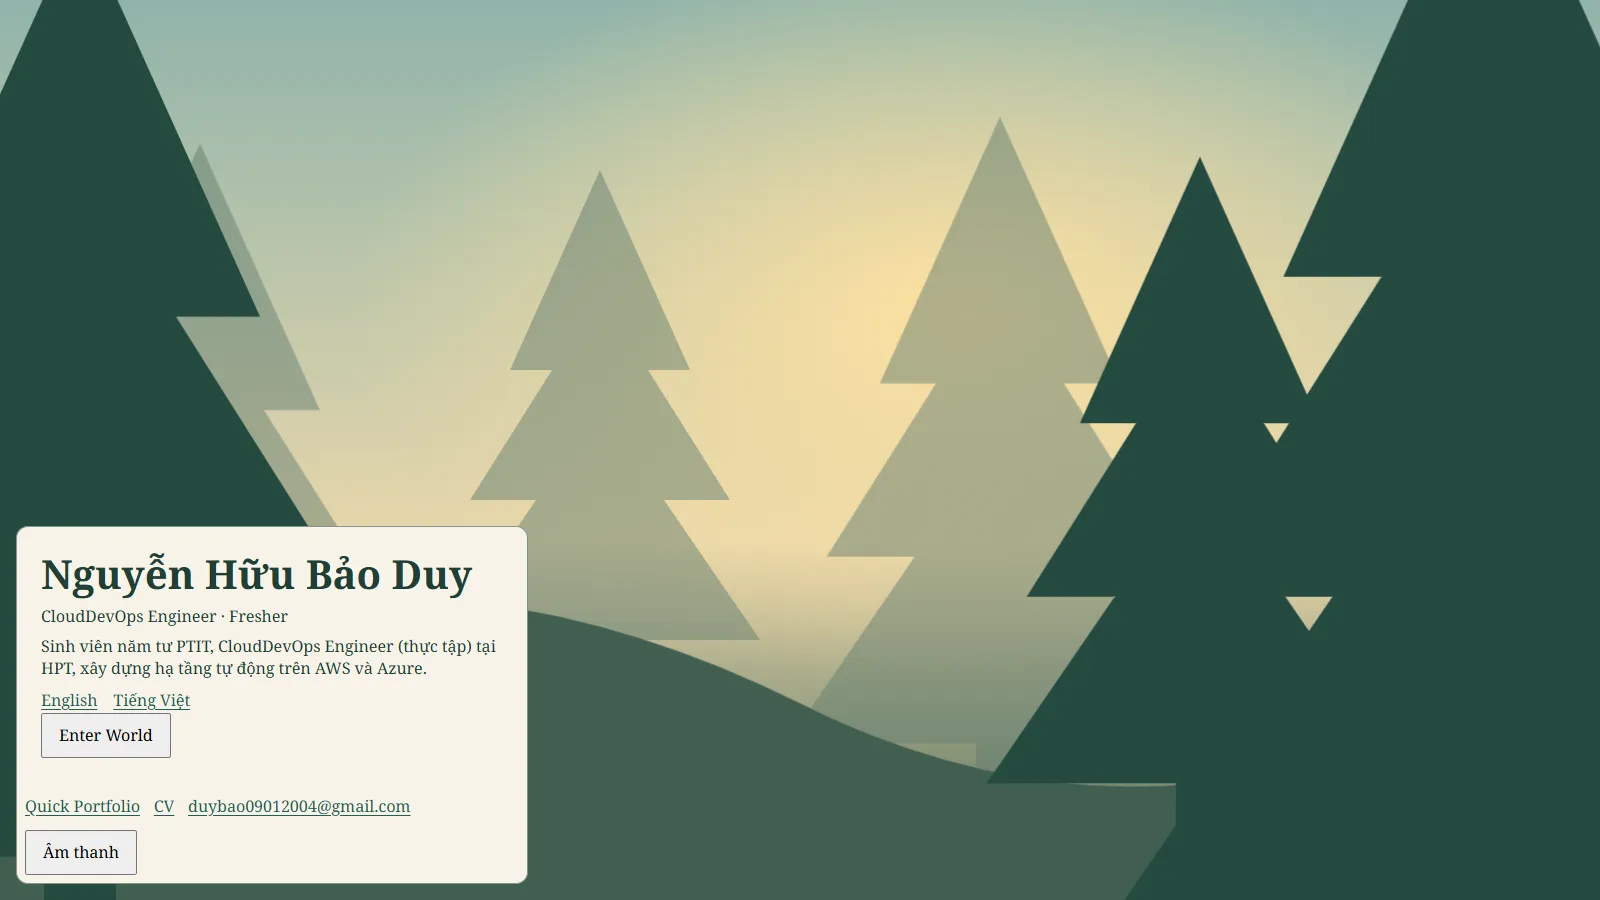 Nguyễn Hữu Bảo Duy
CloudDevOps Engineer · Fresher
Sinh viên năm tư PTIT, CloudDevOps Engineer (thực tập) tại
HPT, xây dựng hạ tầng tự động trên AWS và Azure.
English Tiếng Việt
Enter World
Quick Portfolio CV duybao09012004@gmail.com
Âm thanh